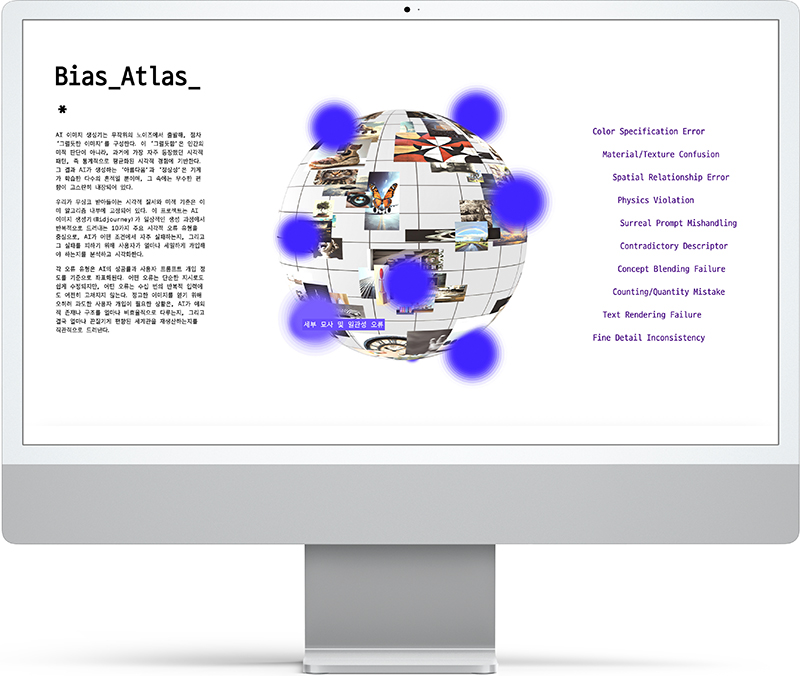 Bias_Atlas_
*
AI 이미지 생성기는 무작위의 노이즈에서 출발해, 점차
'그럴듯한 이미지'를 구성한다. 이 '그럴듯함'은 인간의
미적 판단이 아니라, 과거에 가장 자주 등장했던 시각적
패턴, 즉 통계적으로 평균화된 시각적 경험에 기반한다.
그 결과 AI가 생성하는 '아름다움'과 '정상성'은 기계
가 학습한 다수의 흔적일 뿐이며, 그 속에는 무수한 편
향이 고스란히 내장되어 있다.
우리가 무심코 받아들이는 시각적 질서와 미적 기준은 이
미 알고리즘 내부에 고정되어 있다. 이 프로젝트는 AI
이미지 생성기(Midjourney)가 일상적인 생성 과정에서
반복적으로 드러내는 10가지 주요 시각적 오류 유형을
중심으로, AI가 어떤 조건에서 자주 실패하는지, 그리고
그 실패를 피하기 위해 사용자가 얼마나 세밀하게 개입해
야 하는지를 분석하고 시각화한다.
각 오류 유형은 AI의 성공률과 사용자 프롬프트 개입 정
도를 기준으로 좌표화된다. 어떤 오류는 단순한 지시로도
쉽게 수정되지만, 어떤 오류는 수십 번의 반복적 입력에
도 여전히 고쳐지지 않는다. 정교한 이미지를 얻기 위해
오히려 과도한 사용자 개입이 필요한 상황은, AI가 예외
적 존재나 구조를 얼마나 비효율적으로 다루는지, 그리고
결국 얼마나 끈질기게 편향된 세계관을 재생산하는지를
직관적으로 드러낸다.
세부 묘사 및 일관성 오류
Color Specification Error
Material/Texture Confusion
Spatial Relationship Error
Physics Violation
Surreal Prompt Mishandling
Contradictory Descriptor
Concept Blending Failure
Counting/Quantity Mistake
Text Rendering Failure
Fine Detail Inconsistency